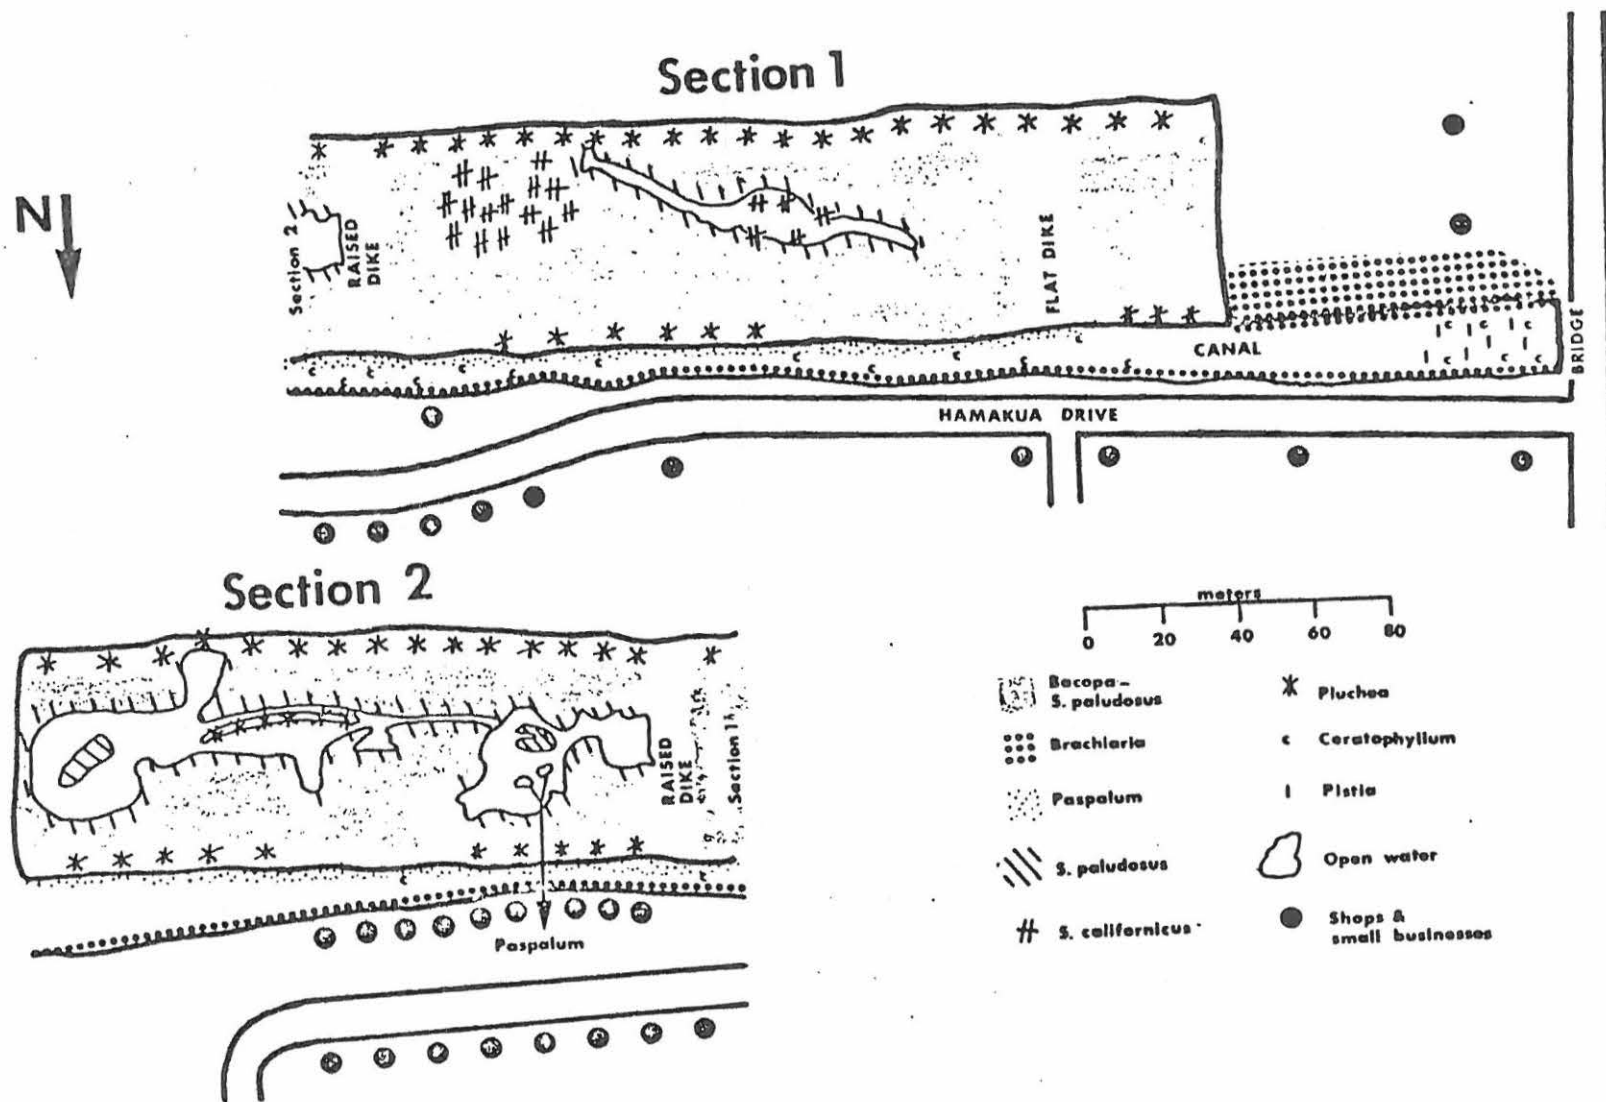 Section 1
N
Section 2
RAISED
DIKE
FLAT DIKE
CANAL
BRIDGE
HAMAKUA DRIVE
Section 2
RAISED
DIKE
Section 1
Paspalum
meters
0 20 40 60 80
Bacopa -
S. paludosus
Brachiaria
Paspalum
S. paludosus
S. californicus
Pluchea
c Ceratophyllum
Pistia
Open water
Shops &
small businesses